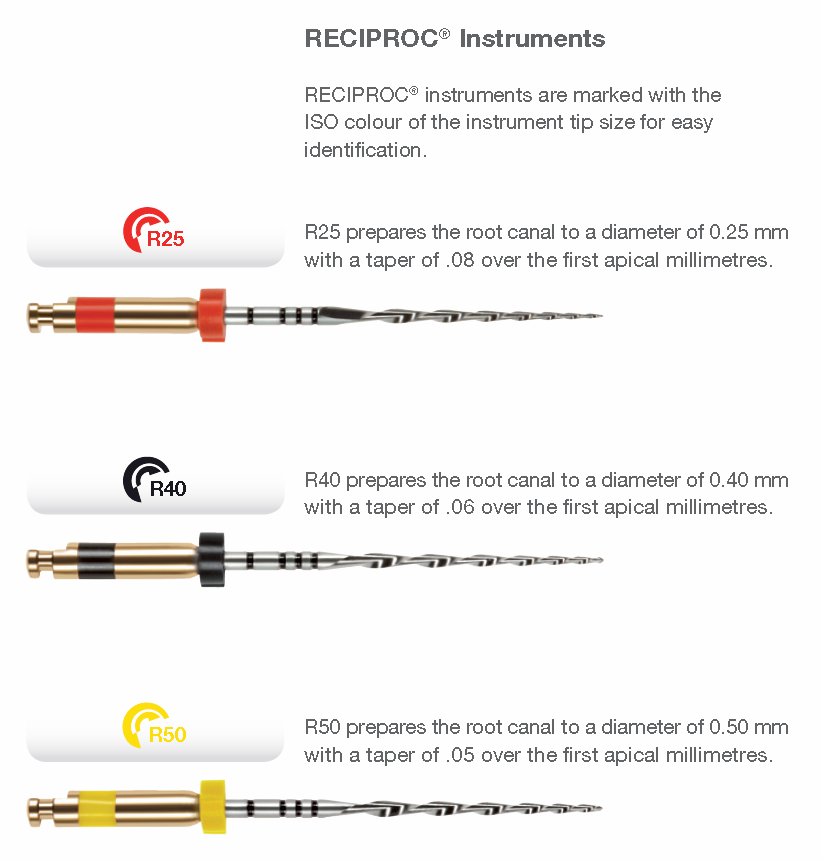 RECIPROC® Instruments
RECIPROC® instruments are marked with the
ISO colour of the instrument tip size for easy
identification.
R25
R25 prepares the root canal to a diameter of 0.25 mm
with a taper of .08 over the first apical millimetres.
R40
R40 prepares the root canal to a diameter of 0.40 mm
with a taper of .06 over the first apical millimetres.
R50
R50 prepares the root canal to a diameter of 0.50 mm
with a taper of .05 over the first apical millimetres.